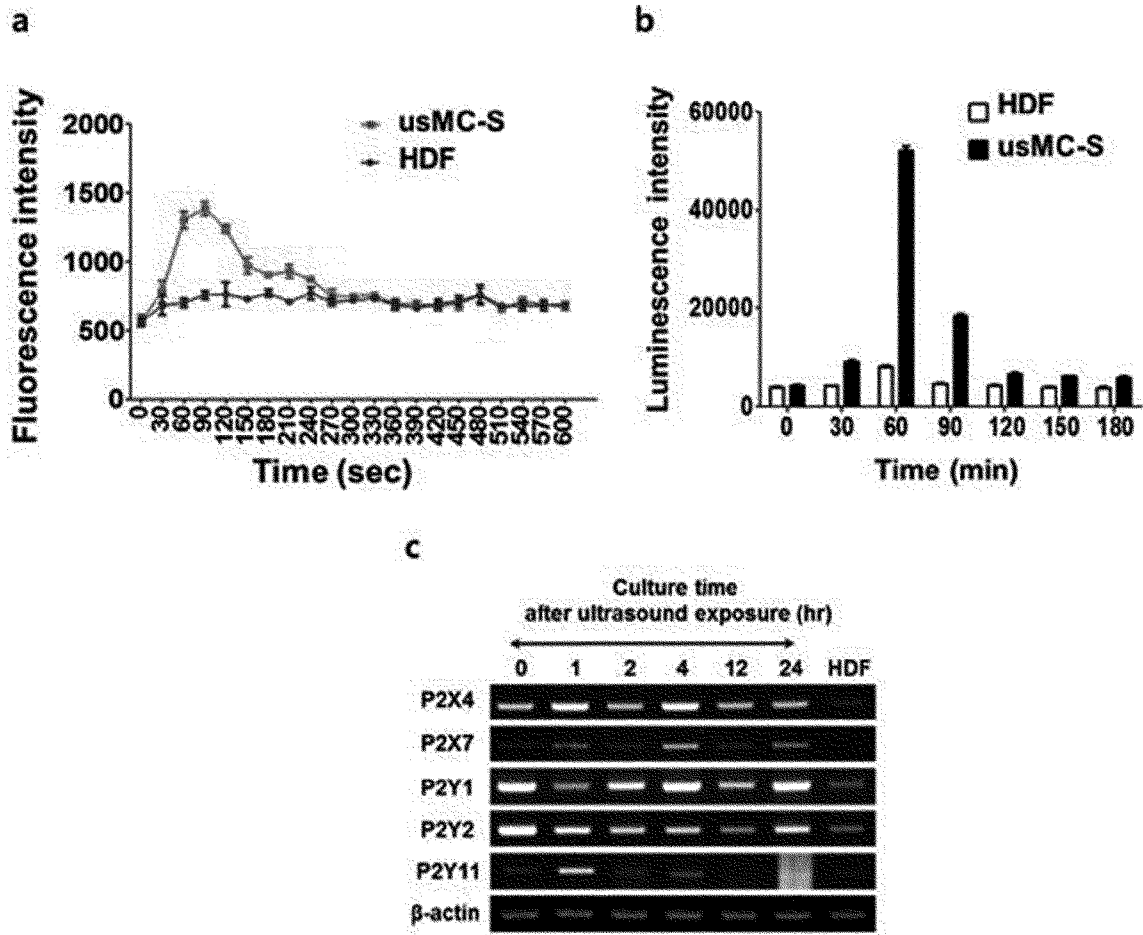 a
2000
1500
1000
500
0
Fluorescence intensity
usMC-S
HDF
0 30 60 90 120 150 180 210 240 270 300 330 360 390 420 450 480 510 540 570 600
Time (sec)
b
60000
40000
20000
0
Luminescence intensity
HDF
usMC-S
0 30 60 90 120 150 180
Time (min)
c
Culture time
after ultrasound exposure (hr)
0 1 2 4 12 24 HDF
P2X4
P2X7
P2Y1
P2Y2
P2Y11
β-actin